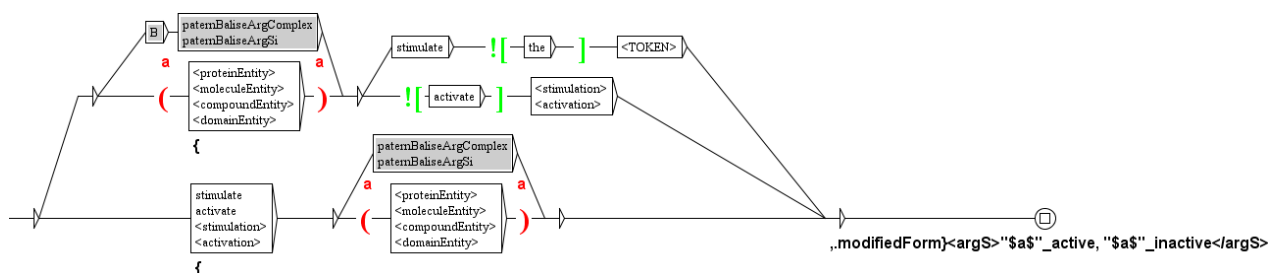 B
paternBaliseArgComplex
paternBaliseArgSi
a
a
(
<proteinEntity>
<moleculeEntity>
<compoundEntity>
<domainEntity>
)
{
stimulate
![
the
]
<TOKEN>
![
activate
]
<stimulation>
<activation>
paternBaliseArgComplex
paternBaliseArgSi
a
a
stimulate
activate
<stimulation>
<activation>
{
(
<proteinEntity>
<moleculeEntity>
<compoundEntity>
<domainEntity>
)
,.modifiedForm}<argS>"$a$"_active, "$a$"_inactive</argS>